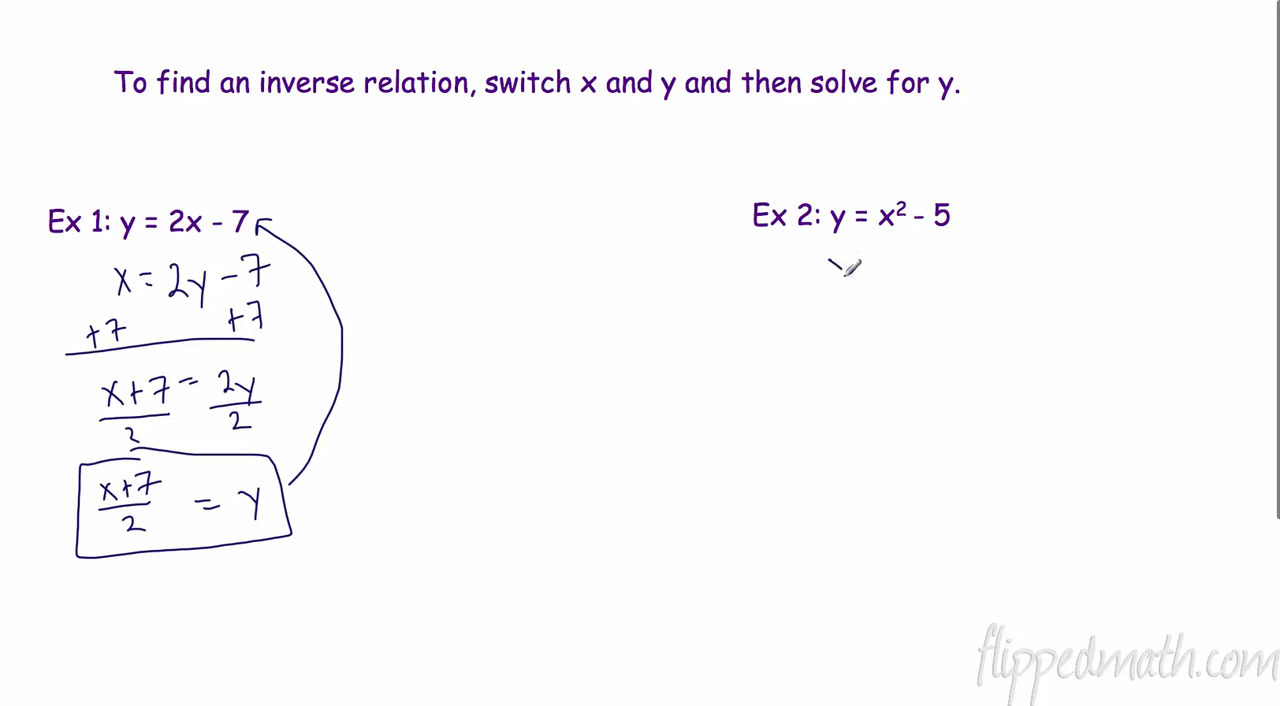 To find an inverse relation, switch x and y and then solve for y.
Ex 1: y = 2x - 7
x = 2y - 7
+7 +7
x+7 = 2y
2 2
x+7
2
= y
Ex 2: y = x² - 5
flippedmath.com